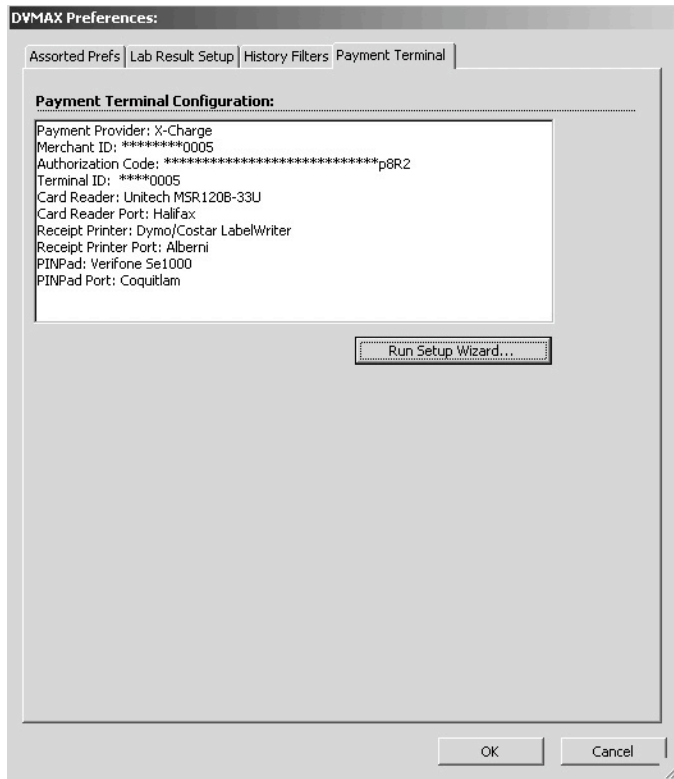 DVMAX Preferences:
Assorted Prefs Lab Result Setup History Filters Payment Terminal
Payment Terminal Configuration:
Payment Provider: X-Charge
Merchant ID: ********0005
Authorization Code: ****************************p8R2
Terminal ID: ****0005
Card Reader: Unitech MSR120B-33U
Card Reader Port: Halifax
Receipt Printer: Dymo/Costar LabelWriter
Receipt Printer Port: Alberni
PINPad: Verifone Se1000
PINPad Port: Coquitlam
Run Setup Wizard...
OK Cancel